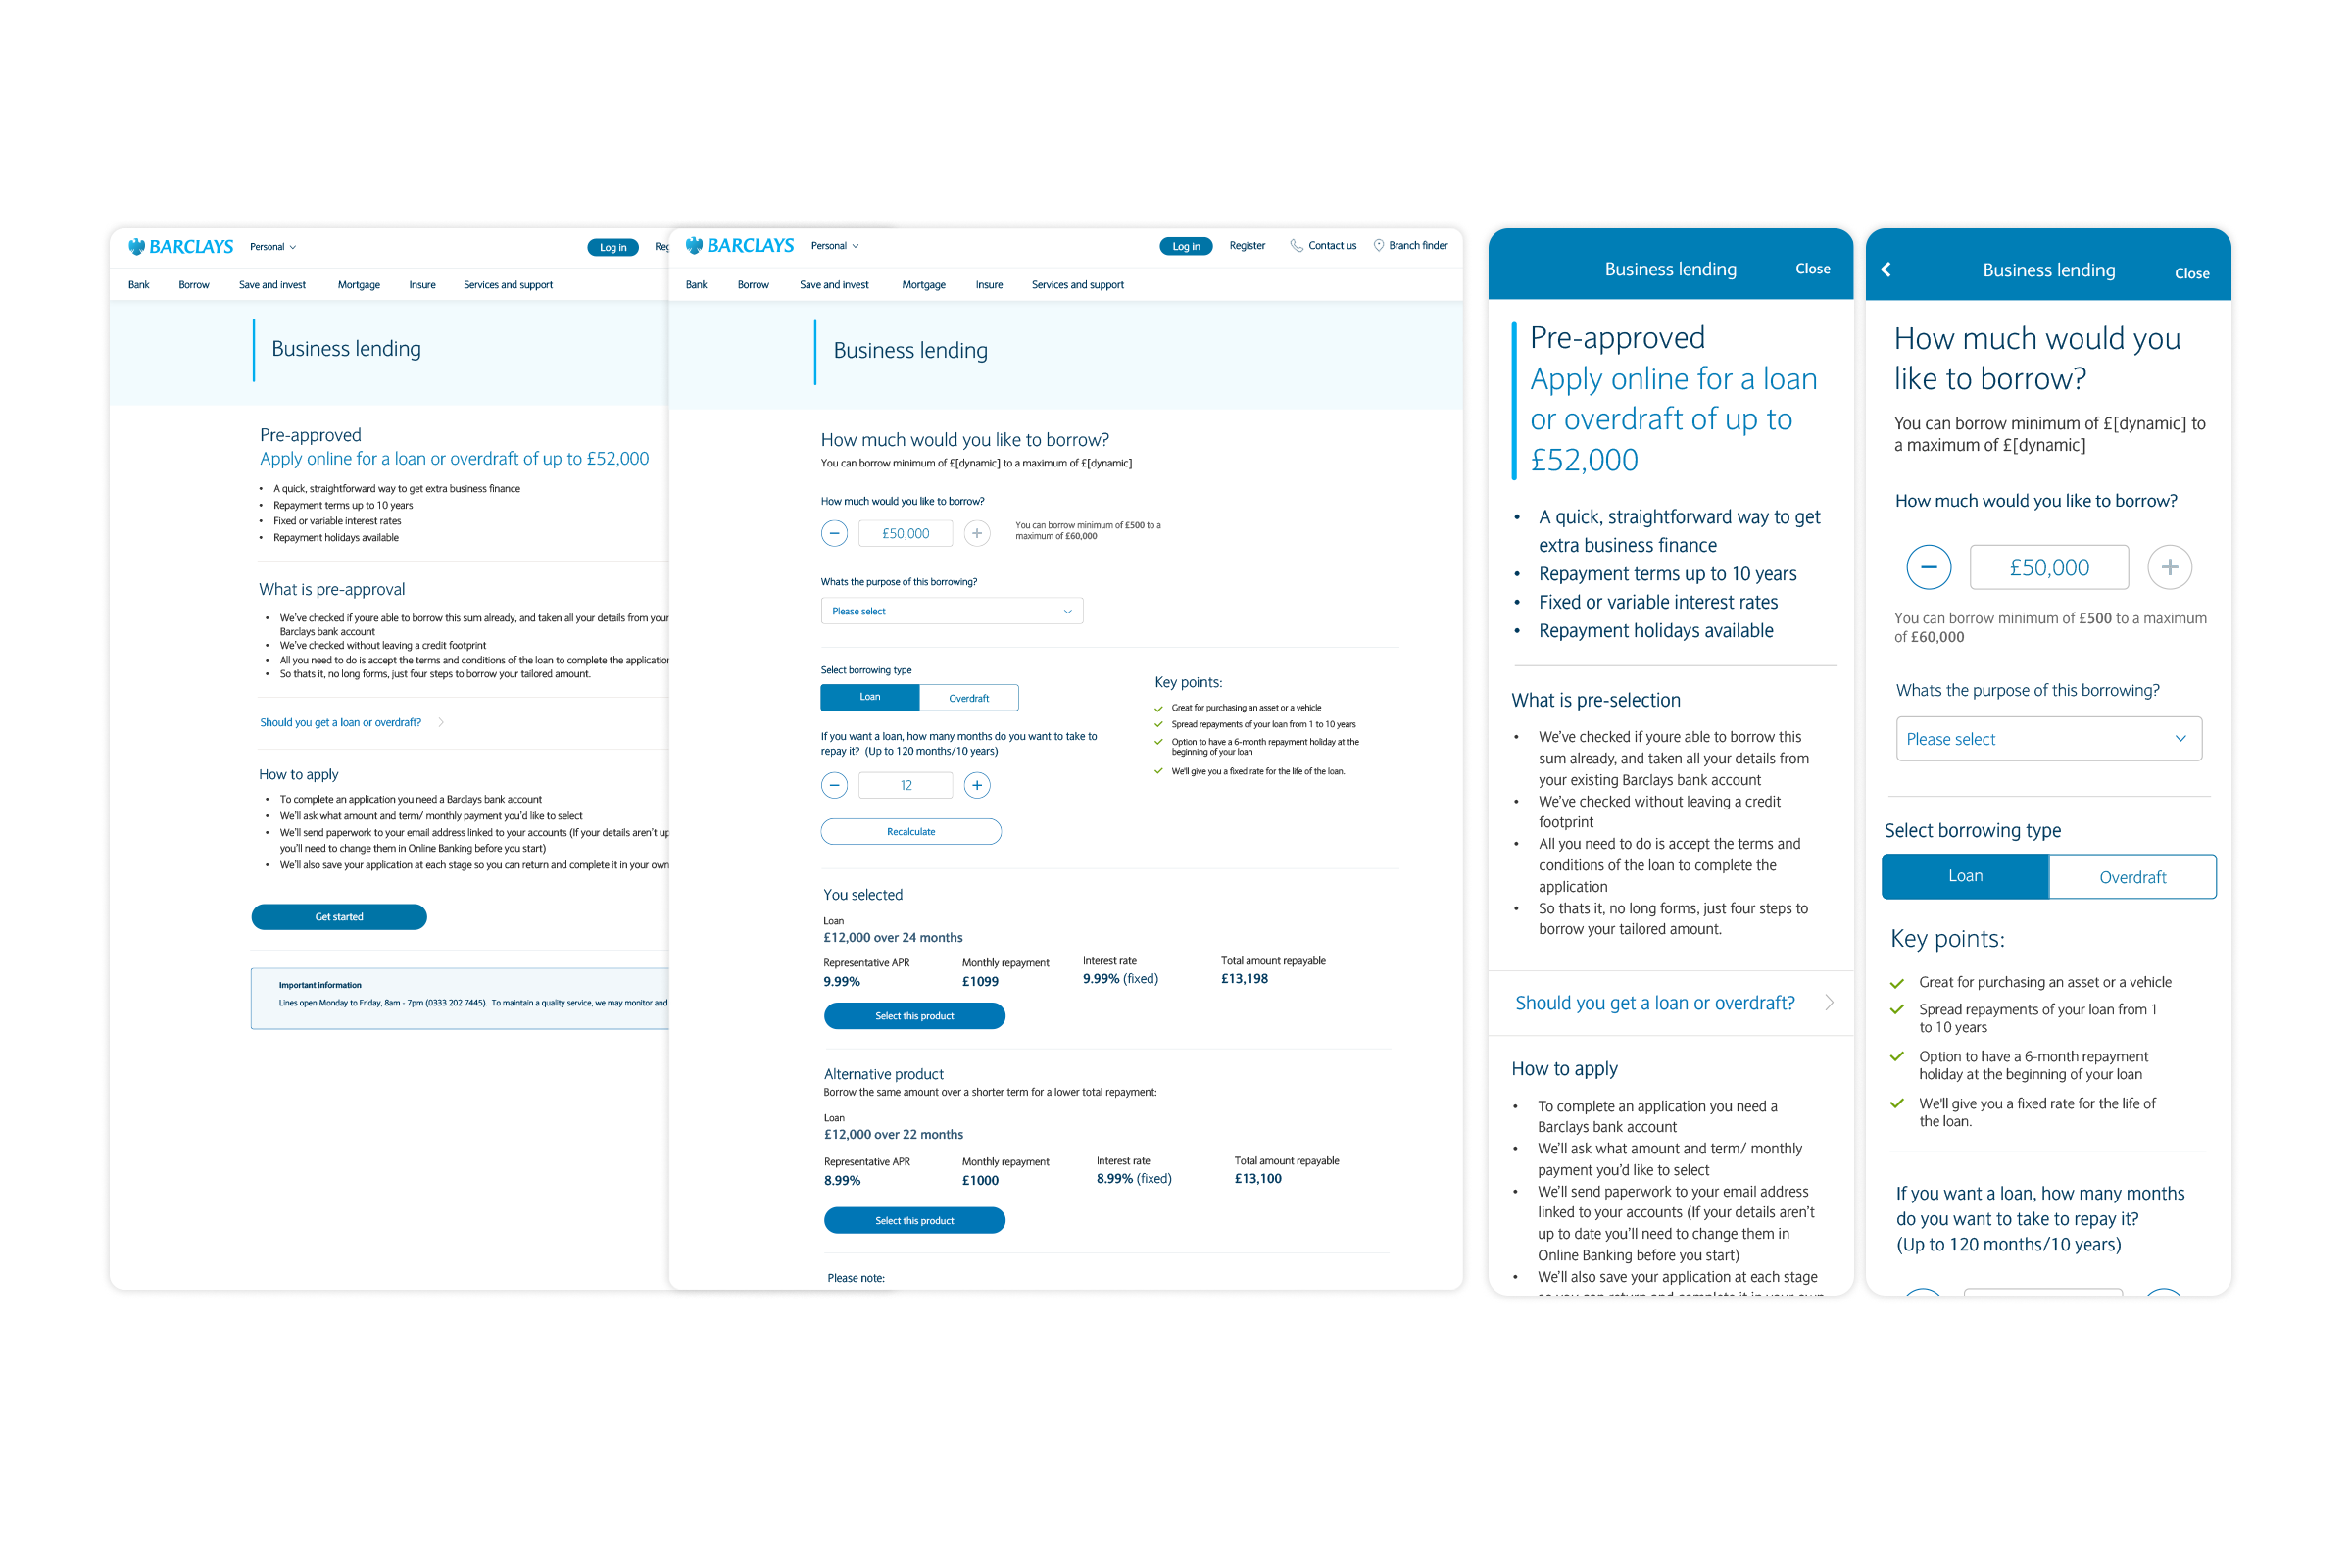 BARCLAYS Personal Log in
Bank Borrow Save and invest Mortgage Insure Services and support
Business lending
Pre-approved
Apply online for a loan or overdraft of up to £52,000
• A quick, straightforward way to get extra business finance
• Repayment terms up to 10 years
• Fixed or variable interest rates
• Repayment holidays available
What is pre-approval
• We've checked if youre able to borrow this sum already, and taken all your details from your
Barclays bank account
• We've checked without leaving a credit footprint
• All you need to do is accept the terms and conditions of the loan to complete the
• So thats it, no long forms, just four steps to borrow your tailored amount.
Should you get a loan or overdraft?
How to apply
• To complete an application you need a Barclays bank account
• We'll ask what amount and term/ monthly payment you'd like to select
• We'll send paperwork to your email address linked to your accounts (If your details aren't
you'll need to change them in Online Banking before you start)
• We'll also save your application at each stage so you can return and complete it in your own
Get started
Important information
Lines open Monday to Friday, 8am - 7pm (0333 202 7445). To maintain a quality service, we may monitor and
BARCLAYS Personal Log in Register Contact us Branch finder
Bank Borrow Save and invest Mortgage Insure Services and support
Business lending
How much would you like to borrow?
You can borrow minimum of £[dynamic] to a maximum of £[dynamic]
How much would you like to borrow?
£50,000
You can borrow minimum of £500 to a
maximum of £60,000
Whats the purpose of this borrowing?
Please select
Select borrowing type
Loan Overdraft
If you want a loan, how many months do you want to take to
repay it? (Up to 120 months/10 years)
12
Recalculate
Key points:
Great for purchasing an asset or a vehicle
Spread repayments of your loan from 1 to 10 years
Option to have a 6-month repayment holiday at the
beginning of your loan
We'll give you a fixed rate for the life of the loan.
You selected
Loan
£12,000 over 24 months
Representative APR Monthly repayment Interest rate Total amount repayable
9.99% £1099 9.99% (fixed) £13,198
Select this product
Alternative product
Borrow the same amount over a shorter term for a lower total repayment:
Loan
£12,000 over 22 months
Representative APR Monthly repayment Interest rate Total amount repayable
8.99% £1000 8.99% (fixed) £13,100
Select this product
Please note:
Business lending Close
Pre-approved
Apply online for a loan
or overdraft of up to
£52,000
• A quick, straightforward way to get
extra business finance
• Repayment terms up to 10 years
• Fixed or variable interest rates
• Repayment holidays available
What is pre-selection
• We've checked if youre able to borrow this
sum already, and taken all your details from
your existing Barclays bank account
• We've checked without leaving a credit
footprint
• All you need to do is accept the terms and
conditions of the loan to complete the
application
• So thats it, no long forms, just four steps to
borrow your tailored amount.
Should you get a loan or overdraft?
How to apply
• To complete an application you need a
Barclays bank account
• We'll ask what amount and term/ monthly
payment you'd like to select
• We'll send paperwork to your email address
linked to your accounts (If your details aren't
up to date you'll need to change them in
Online Banking before you start)
• We'll also save your application at each stage
so you can return and complete it in your own
Business lending Close
How much would you
like to borrow?
You can borrow minimum of £[dynamic] to
a maximum of £[dynamic]
How much would you like to borrow?
£50,000
You can borrow minimum of £500 to a maximum
of £60,000
Whats the purpose of this borrowing?
Please select
Select borrowing type
Loan Overdraft
Key points:
Great for purchasing an asset or a vehicle
Spread repayments of your loan from 1
to 10 years
Option to have a 6-month repayment
holiday at the beginning of your loan
We'll give you a fixed rate for the life of
the loan.
If you want a loan, how many months
do you want to take to repay it?
(Up to 120 months/10 years)